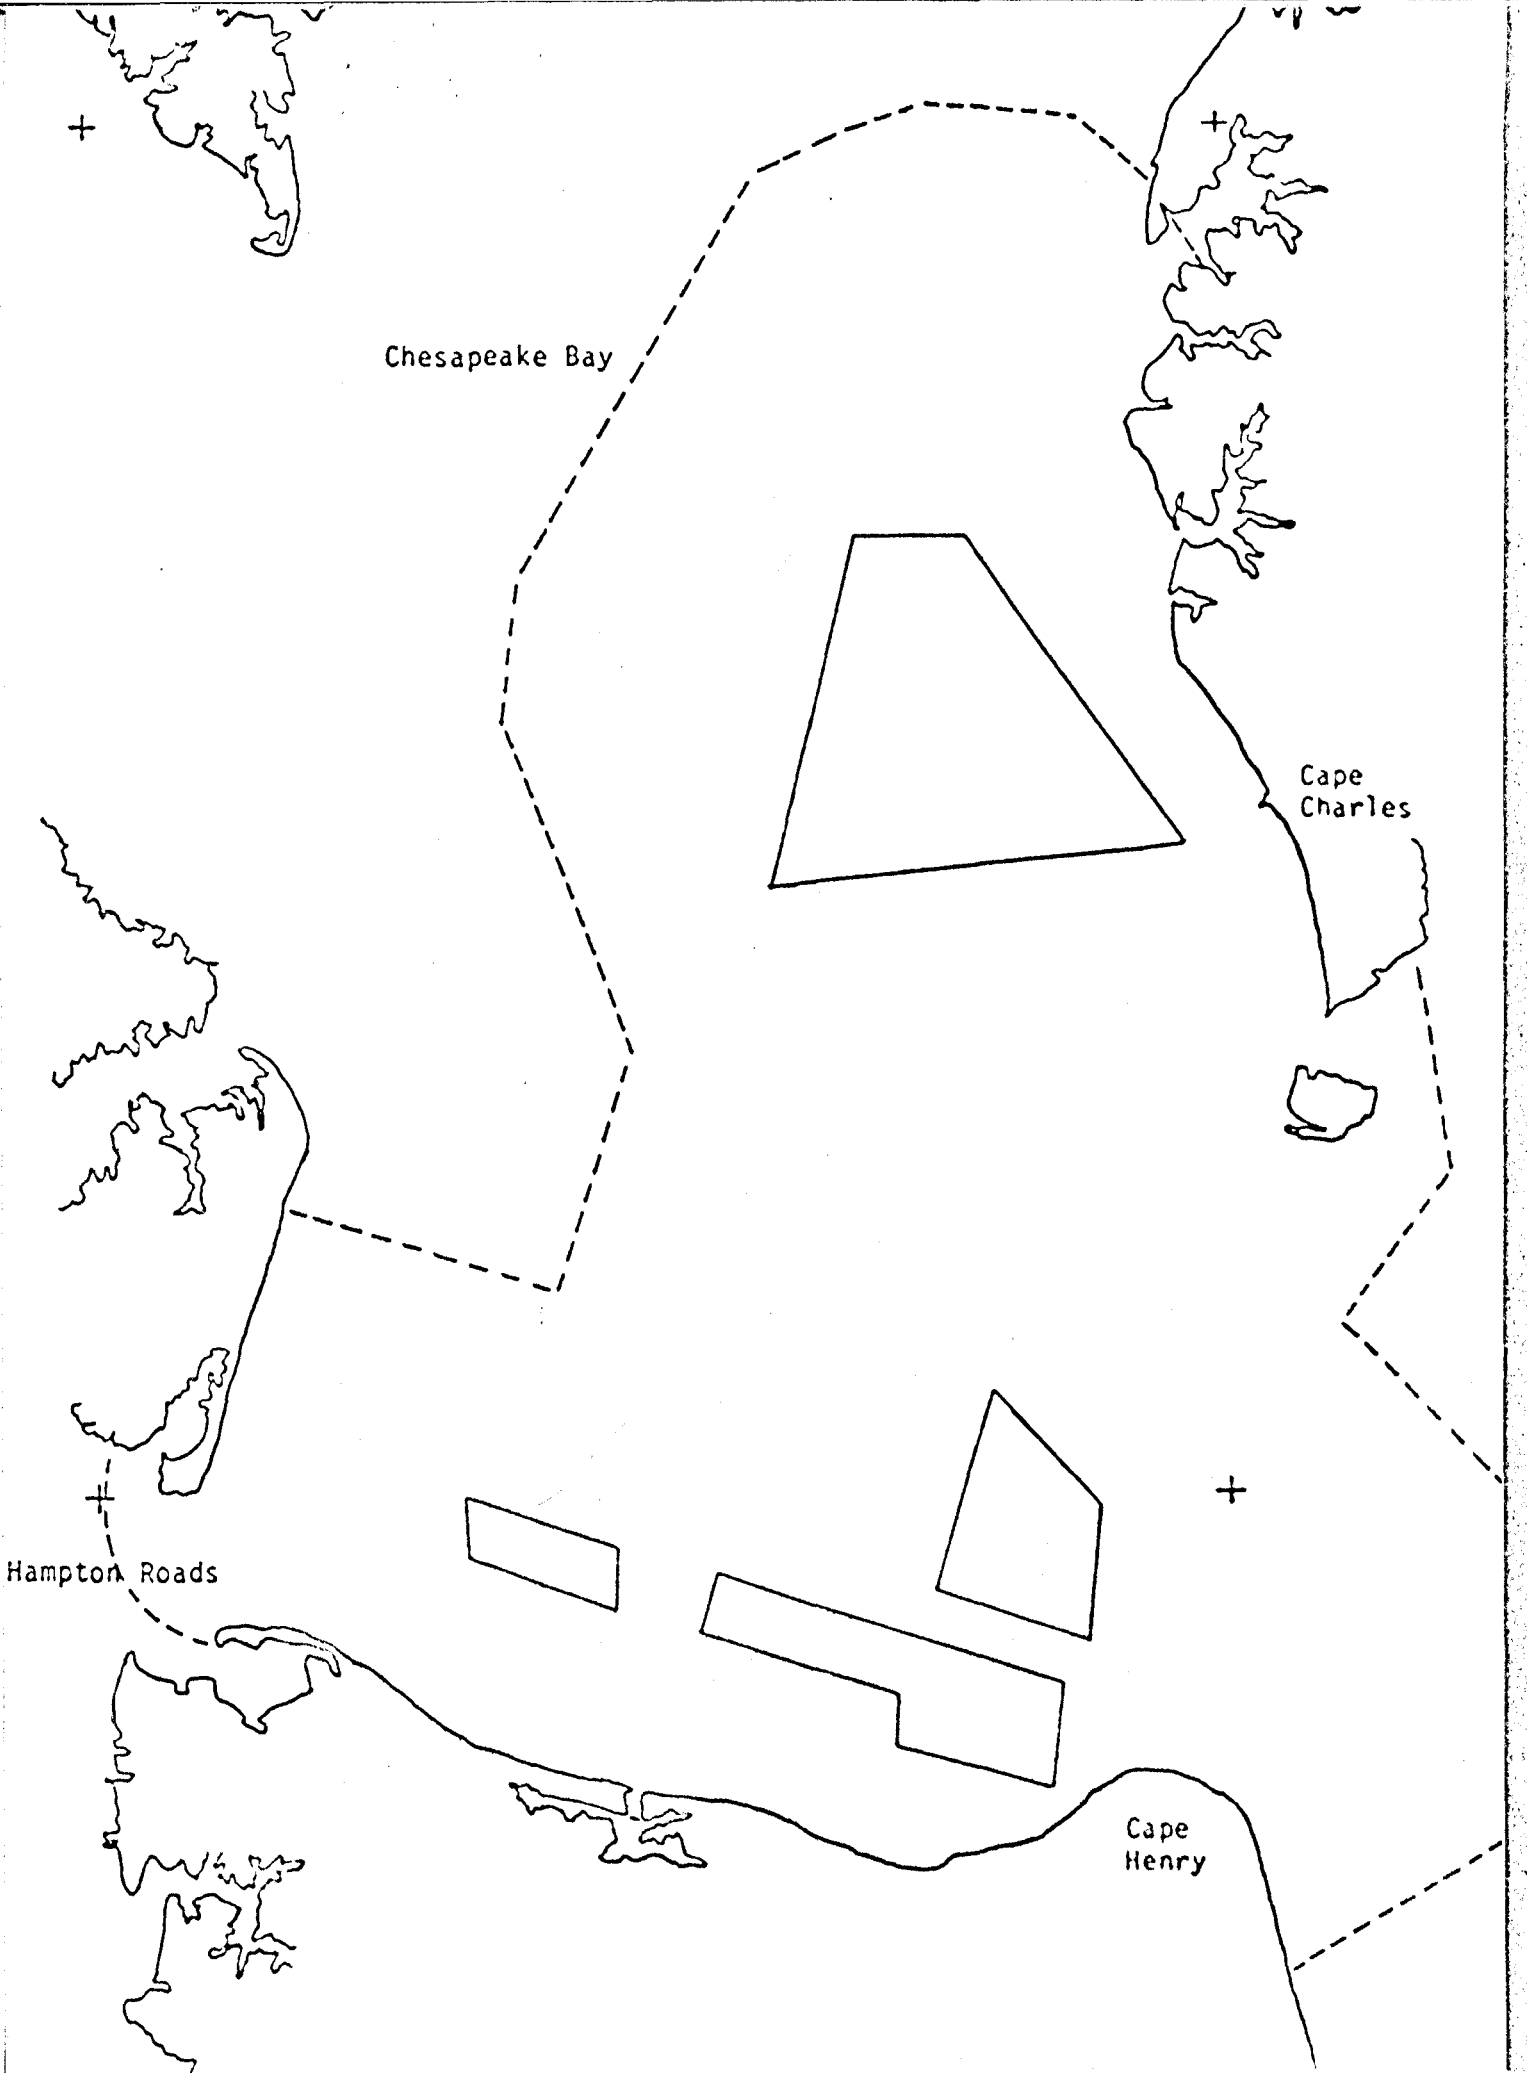 Chesapeake Bay
Cape
Charles
Hampton Roads
Cape
Henry